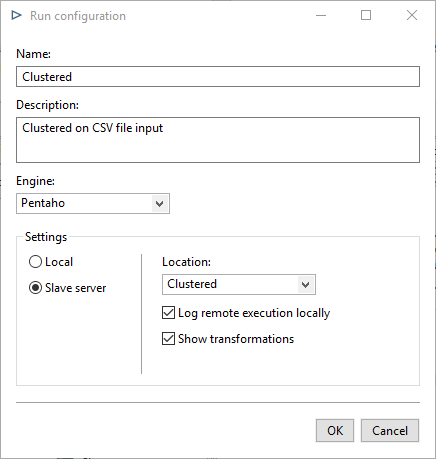 Run configuration
Name:
Clustered
Description:
Clustered on CSV file input
Engine:
Pentaho
Settings
Local
Slave server
Location:
Clustered
Log remote execution locally
Show transformations
OK Cancel